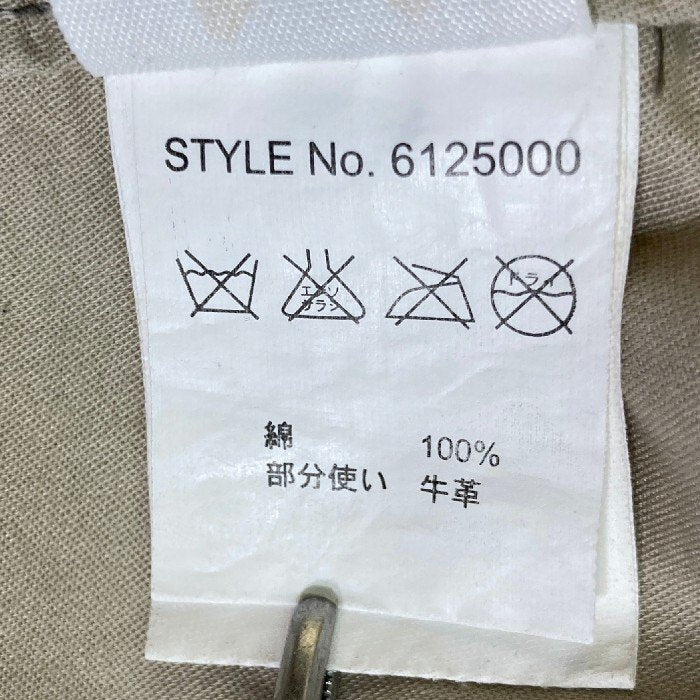 STYLE No. 6125000
エンソ
サラシ
ドライ
綿 100%
部分使い 牛革